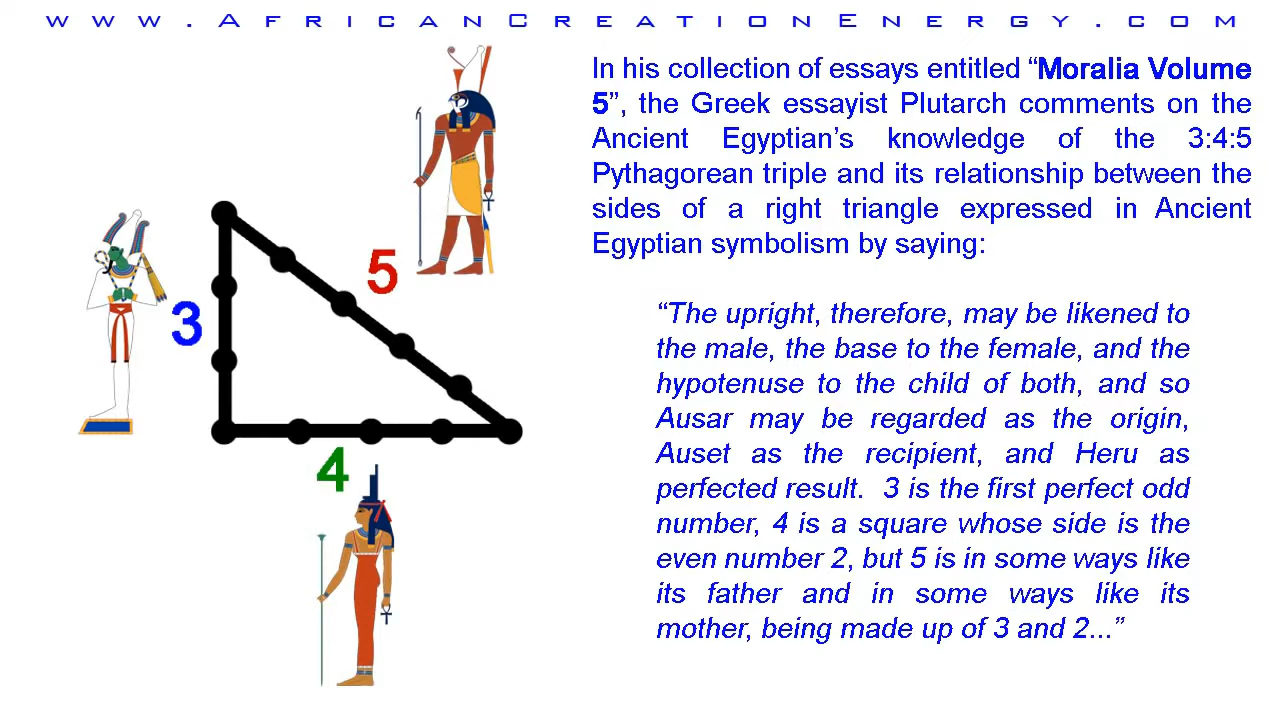 www.AfricanCreationEnergy.com
In his collection of essays entitled “Moralia Volume
5”, the Greek essayist Plutarch comments on the
Ancient Egyptian’s knowledge of the 3:4:5
Pythagorean triple and its relationship between the
sides of a right triangle expressed in Ancient
Egyptian symbolism by saying:
“The upright, therefore, may be likened to
the male, the base to the female, and the
hypotenuse to the child of both, and so
Ausar may be regarded as the origin,
Auset as the recipient, and Heru as
perfected result.  3 is the first perfect odd
number, 4 is a square whose side is the
even number 2, but 5 is in some ways like
its father and in some ways like its
mother, being made up of 3 and 2...”
5
3
4